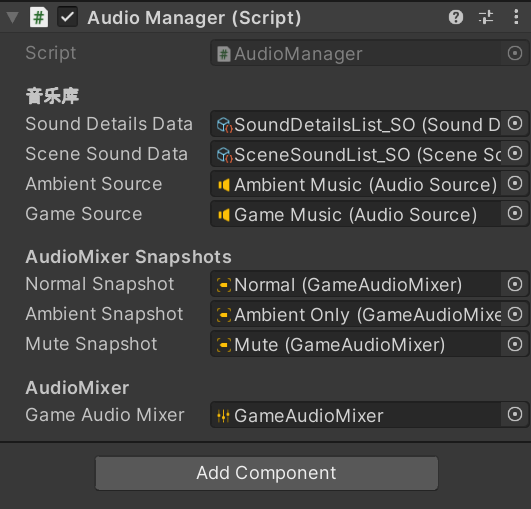 Audio Manager (Script)
Script AudioManager
音乐库
Sound Details Data SoundDetailsList_SO (Sound D
Scene Sound Data SceneSoundList_SO (Scene So
Ambient Source Ambient Music (Audio Source)
Game Source Game Music (Audio Source)
AudioMixer Snapshots
Normal Snapshot Normal (GameAudioMixer)
Ambient Snapshot Ambient Only (GameAudioMixe
Mute Snapshot Mute (GameAudioMixer)
AudioMixer
Game Audio Mixer GameAudioMixer
Add Component